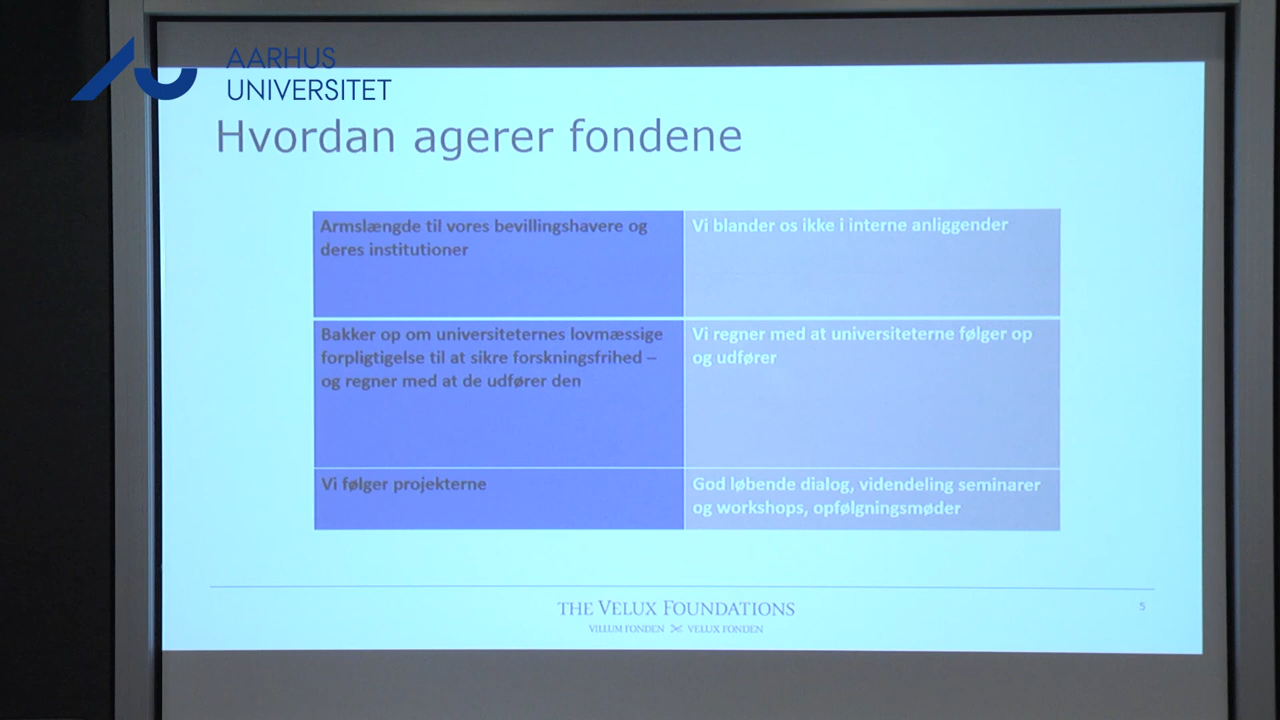 AARHUS
UNIVERSITET
Hvordan agerer fondene
Armslængde til vores bevillingshavere og
deres institutioner
Vi blander os ikke i interne anliggender
Bakker op om universiteternes lovmæssige
forpligtigelse til at sikre forskningsfrihed –
og regner med at de udfører den
Vi regner med at universiteterne følger op
og udfører
Vi følger projekterne
God løbende dialog, videndeling seminarer
og workshops, opfølgningsmøder
THE VELUX FOUNDATIONS
VILLUM FONDEN VELUX FONDEN
5